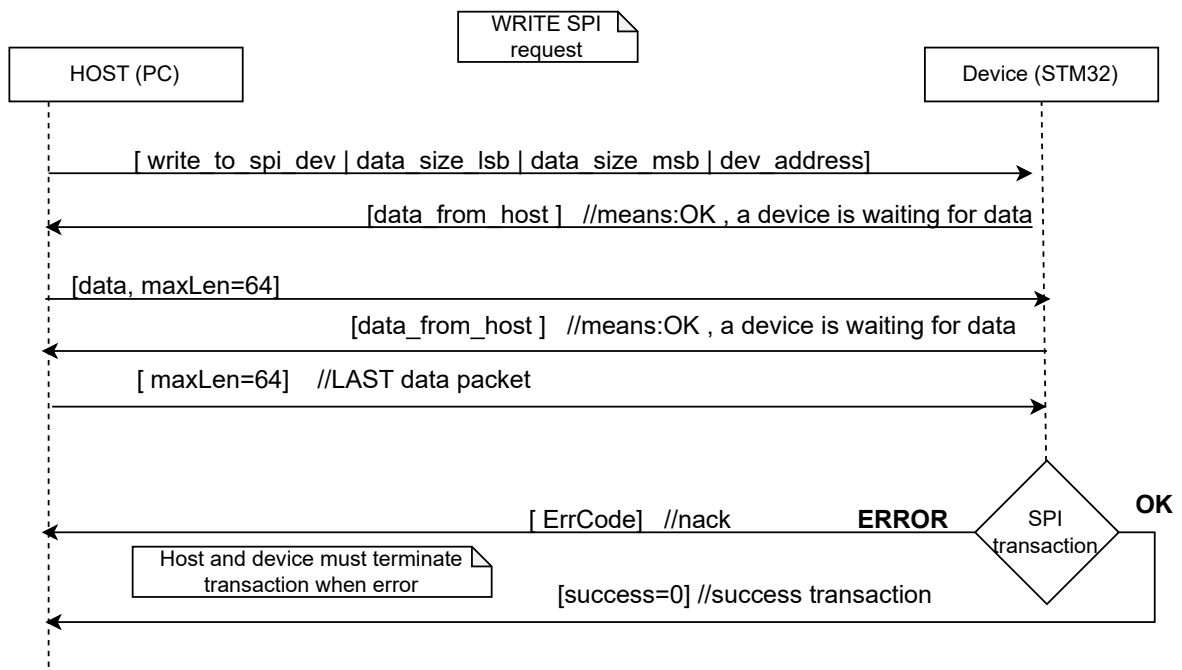 WRITE SPI
request
HOST (PC)
Device (STM32)
[ write_to_spi_dev | data_size_lsb | data_size_msb | dev_address]
[data_from_host ] //means:OK , a device is waiting for data
[data, maxLen=64]
[data_from_host ] //means:OK , a device is waiting for data
[ maxLen=64] //LAST data packet
OK
[ ErrCode] //nack
ERROR
SPI
transaction
Host and device must terminate
transaction when error
[success=0] //success transaction